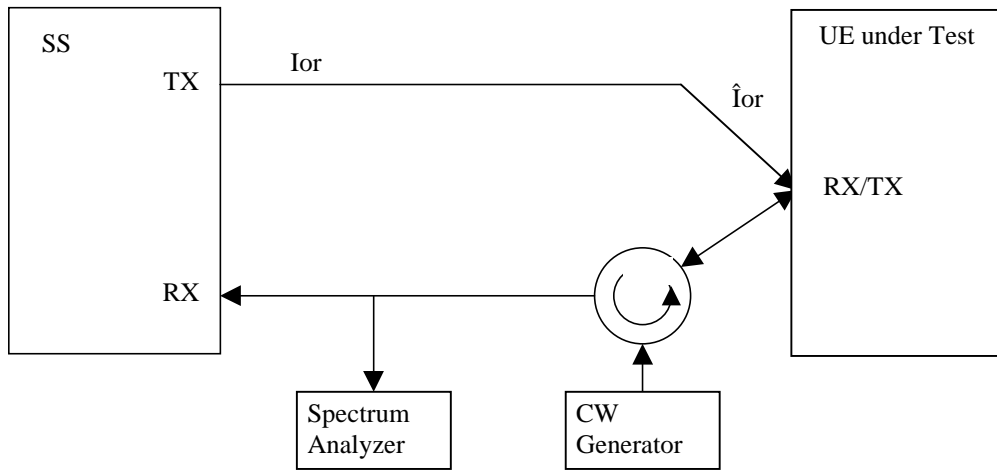 SS
TX
Ior
UE under Test
Îor
RX/TX
RX
Spectrum
Analyzer
CW
Generator